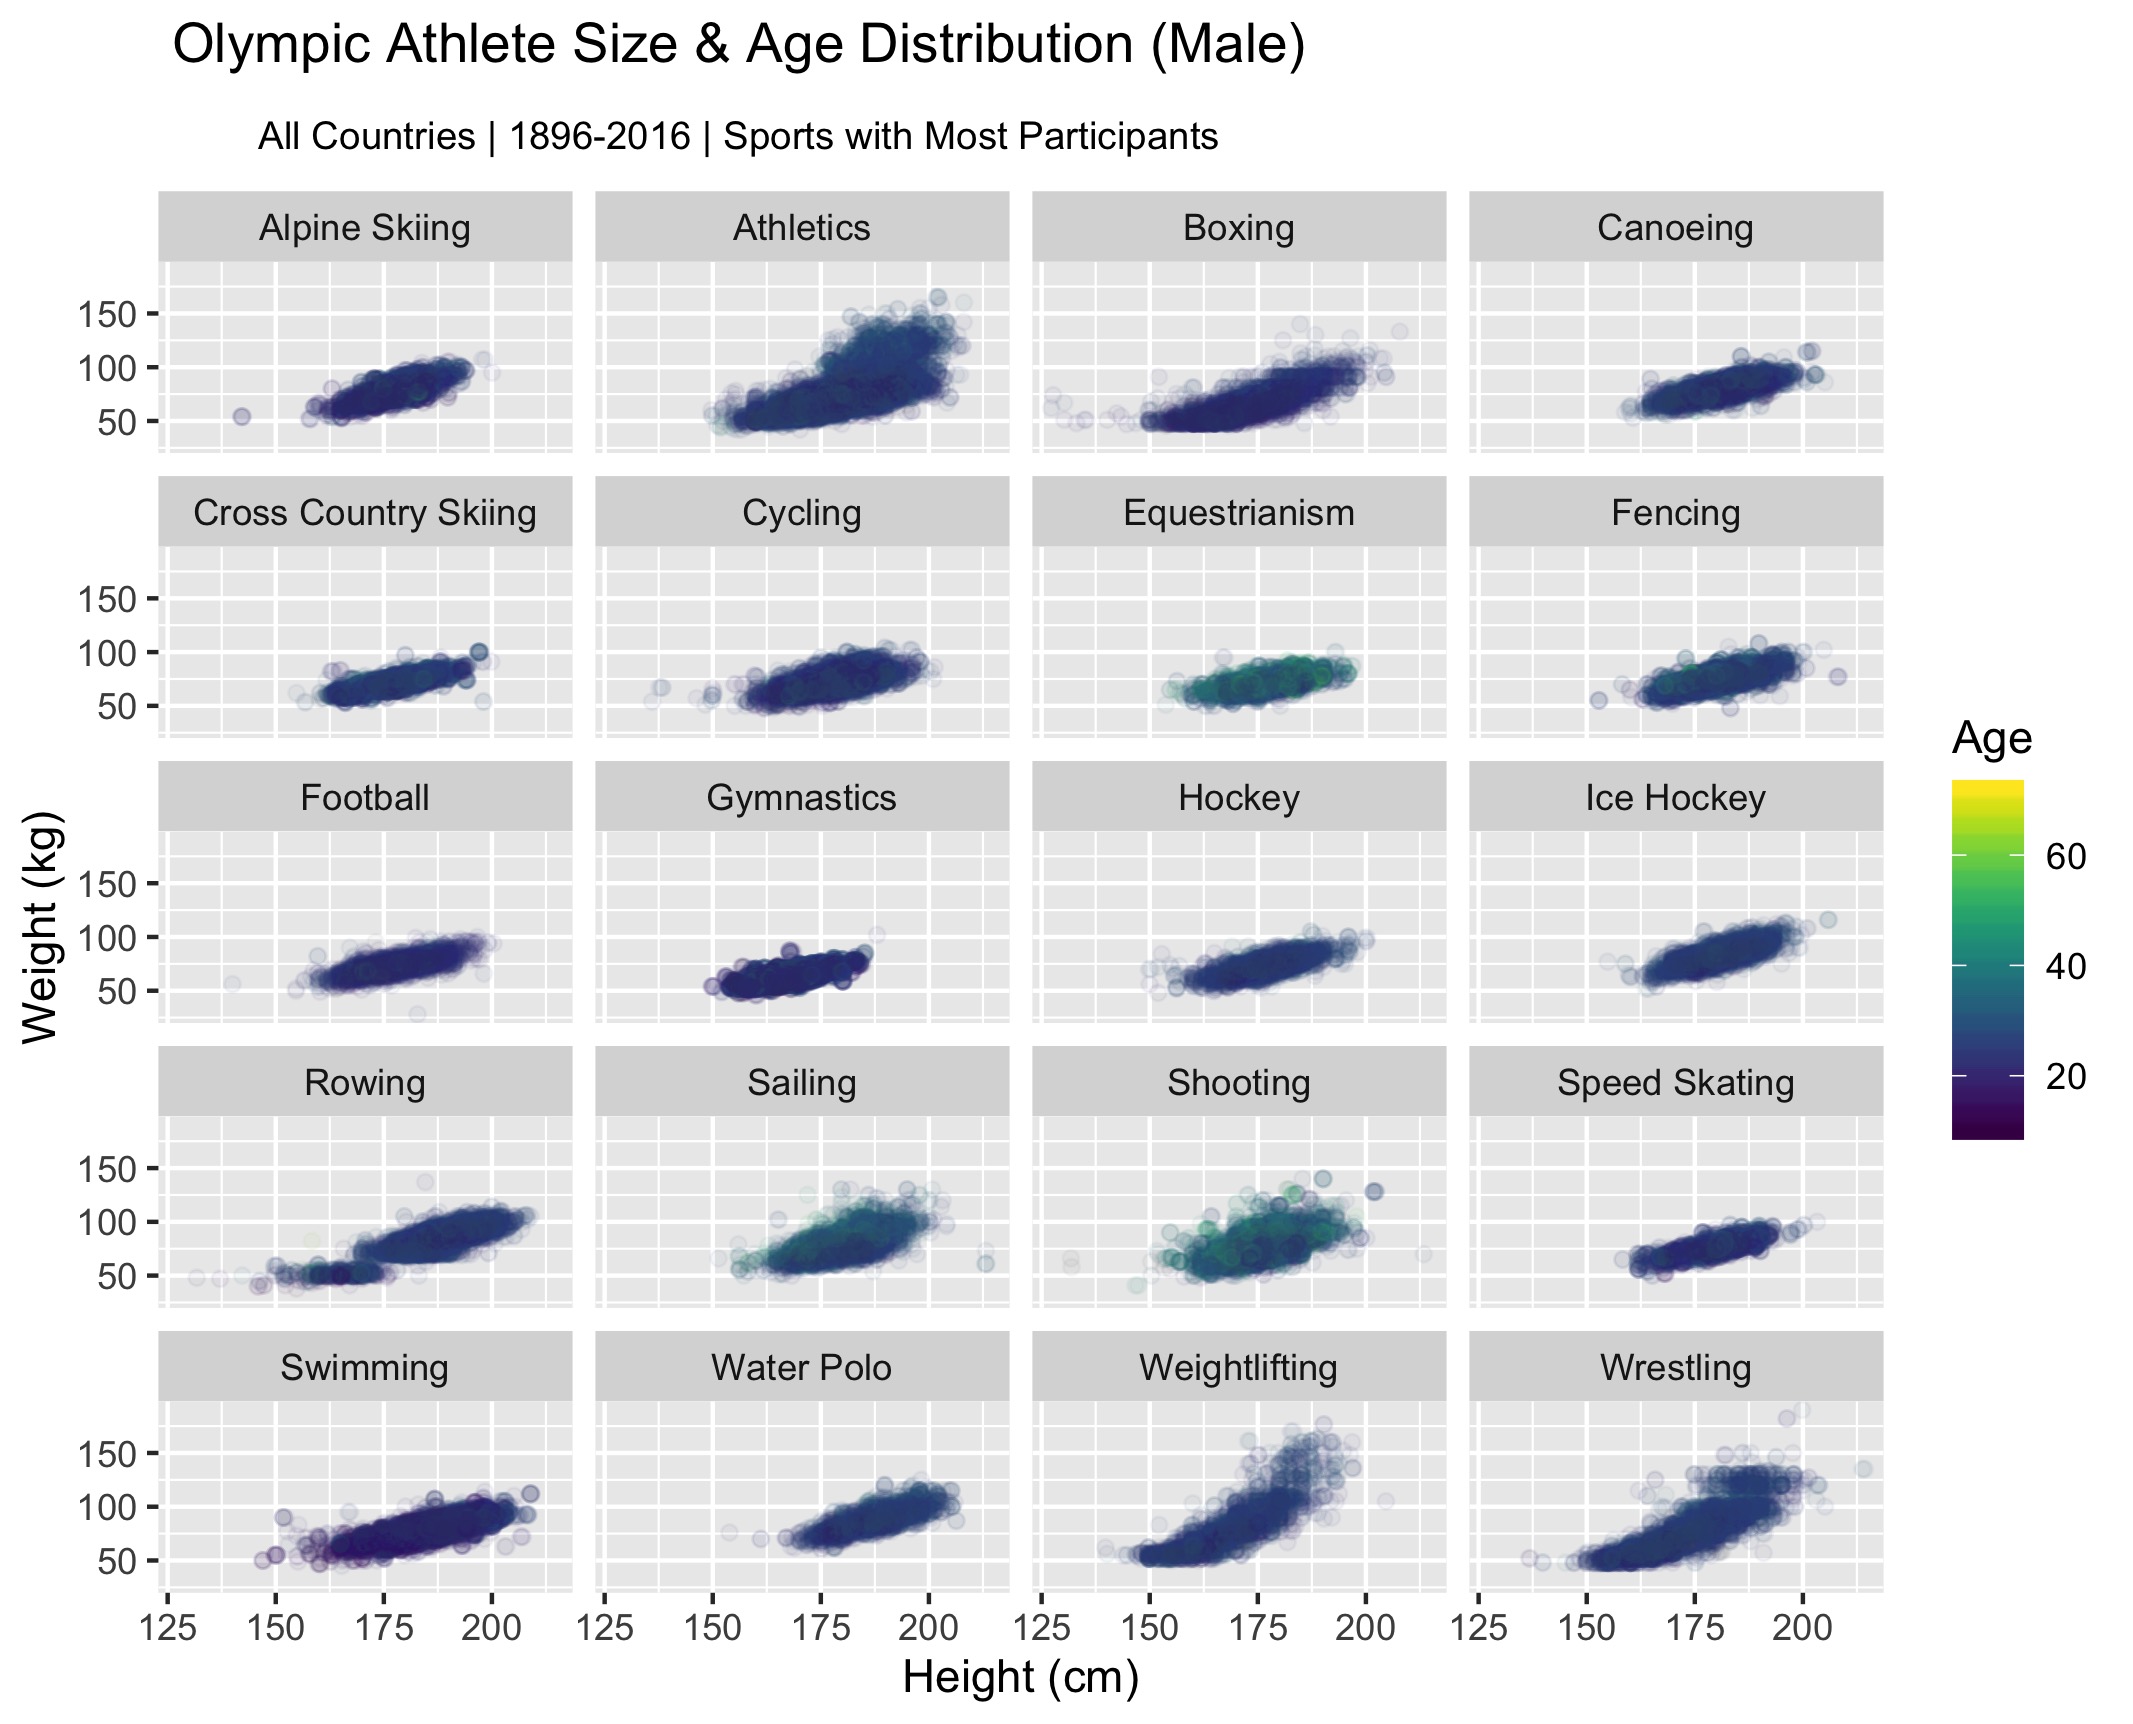 Olympic Athlete Size & Age Distribution (Male)
All Countries | 1896-2016 | Sports with Most Participants
Alpine Skiing Athletics Boxing Canoeing
150
100
50
Cross Country Skiing Cycling Equestrianism Fencing
150
100
50
Football Gymnastics Hockey Ice Hockey
150
100
50
Rowing Sailing Shooting Speed Skating
150
100
50
Swimming Water Polo Weightlifting Wrestling
150
100
50
125 150 175 200 125 150 175 200 125 150 175 200 125 150 175 200
Height (cm)
Weight (kg)
Age
60
40
20